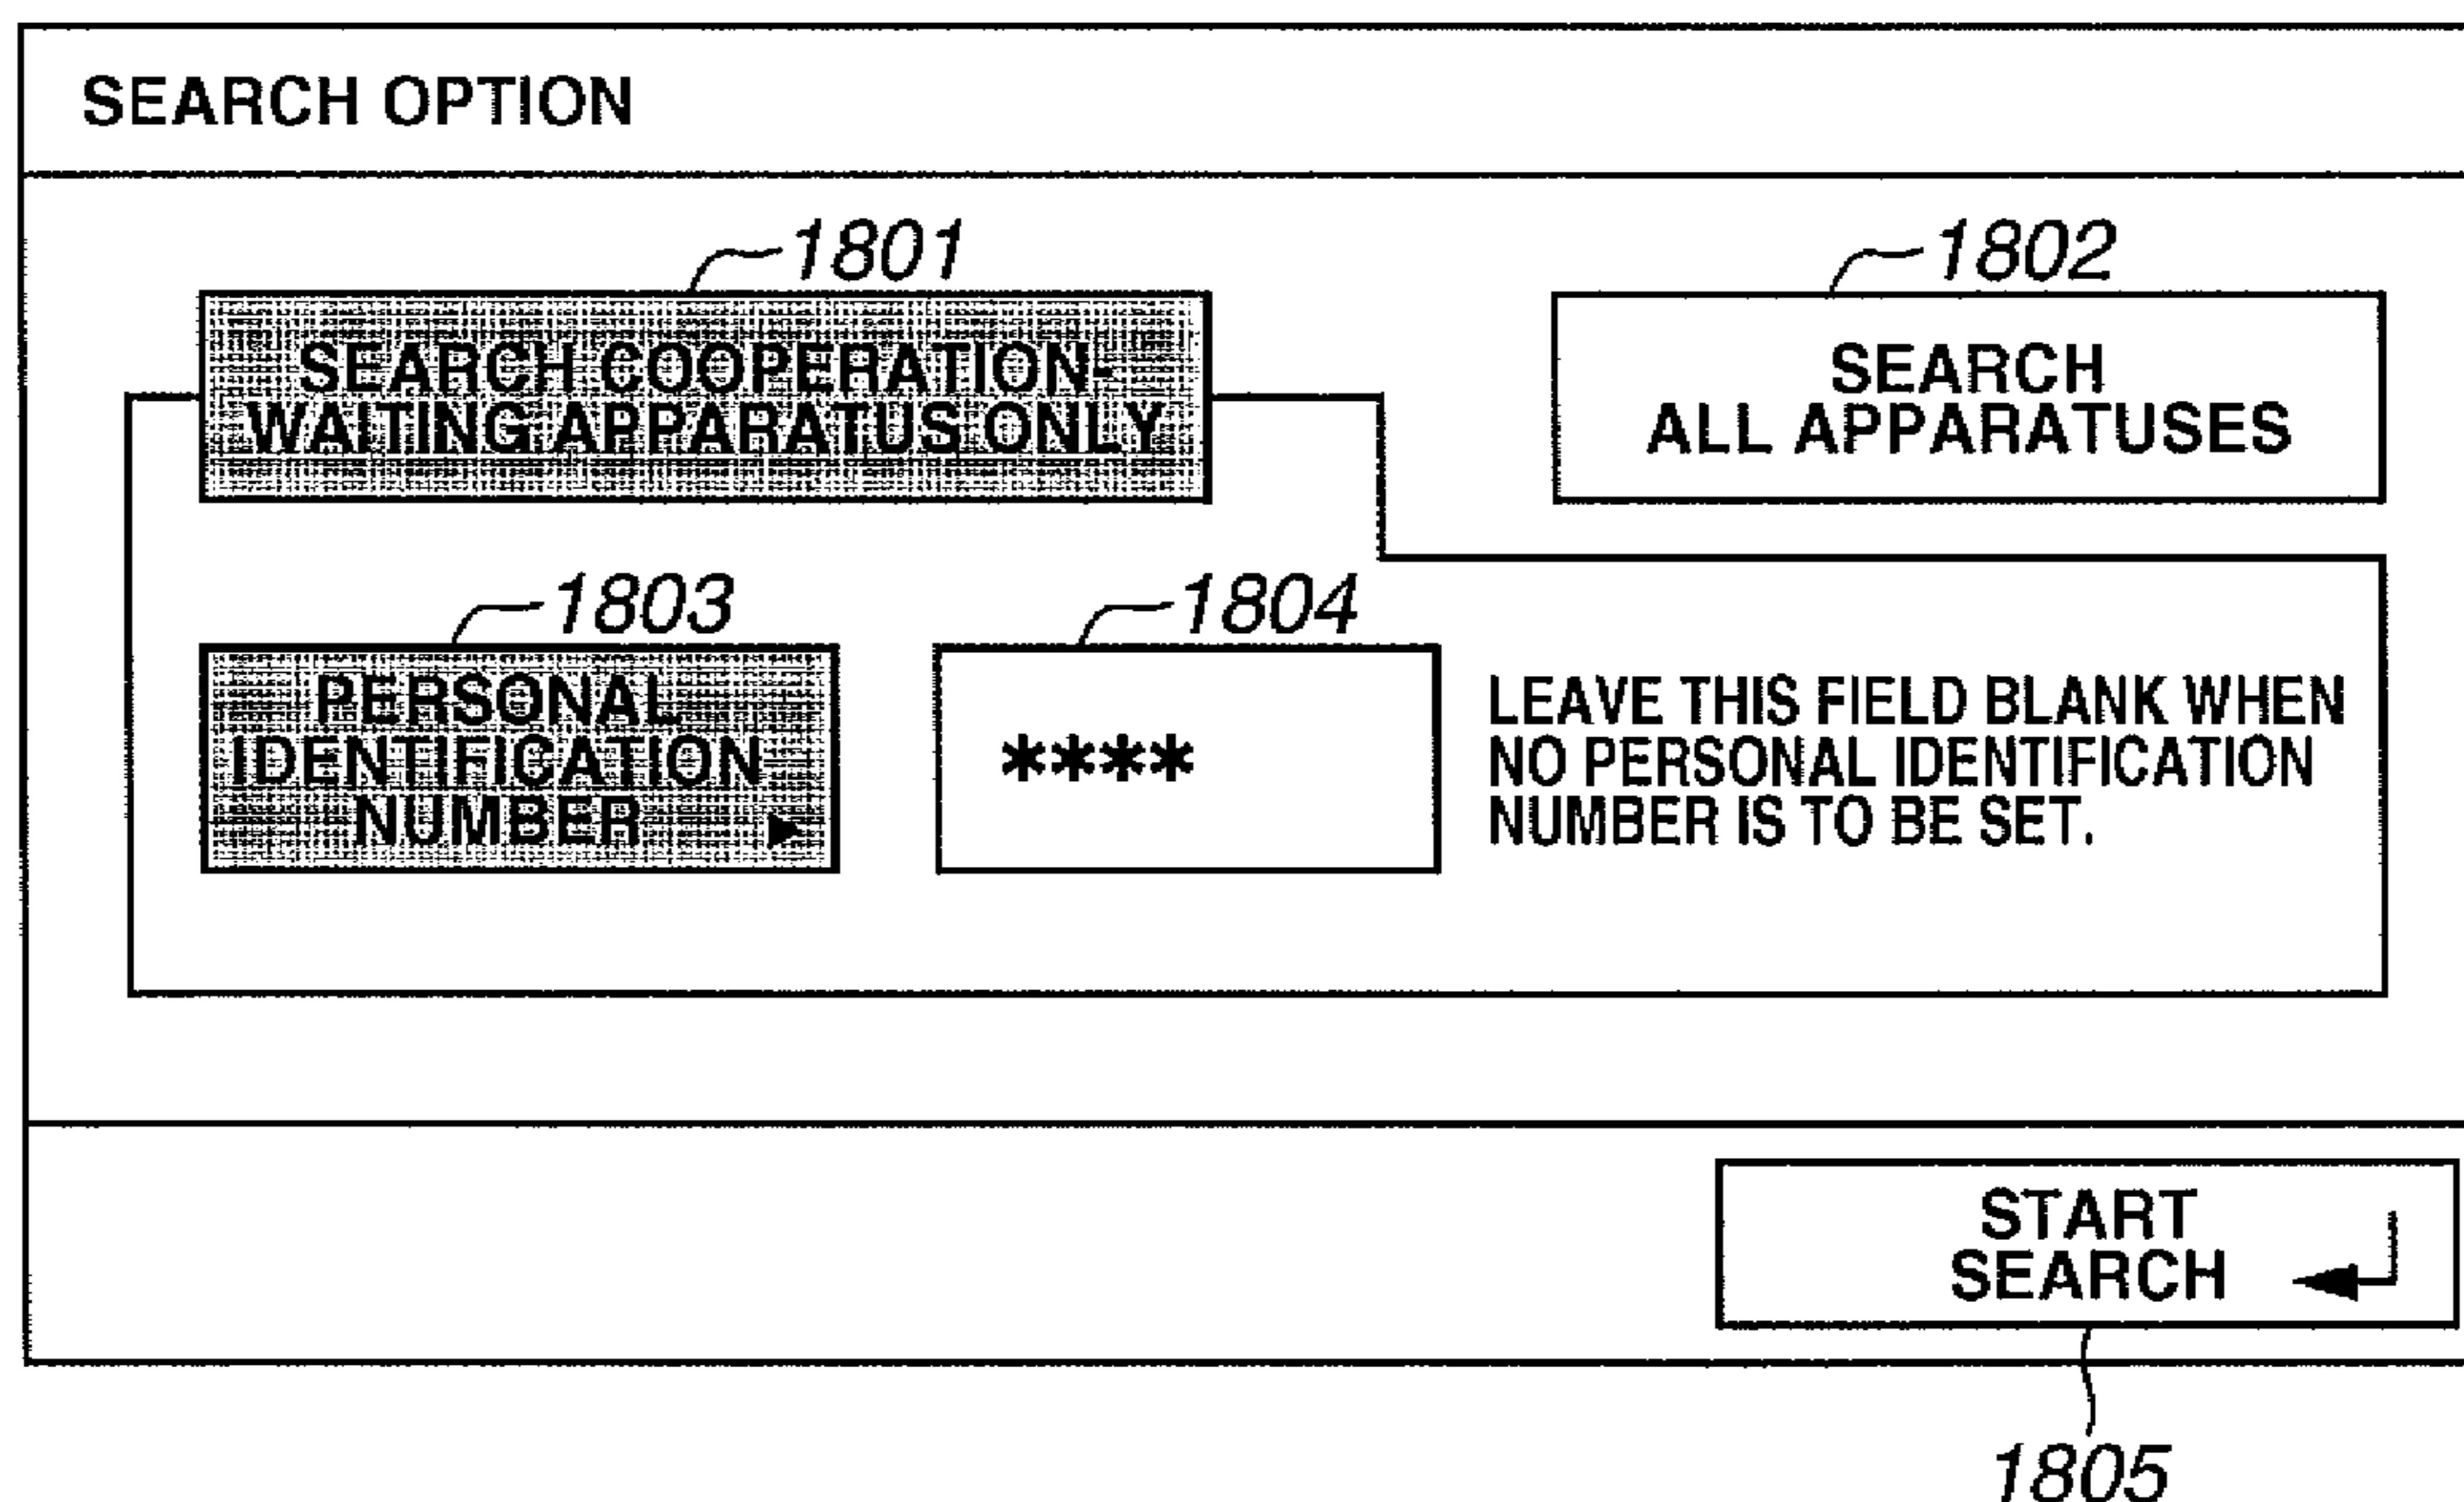 SEARCH OPTION
1801
1802
SEARCH COOPERATION-
WAITING APPARATUS ONLY
SEARCH
ALL APPARATUSES
1803
1804
PERSONAL
IDENTIFICATION
NUMBER
****
LEAVE THIS FIELD BLANK WHEN
NO PERSONAL IDENTIFICATION
NUMBER IS TO BE SET.
START
SEARCH
1805